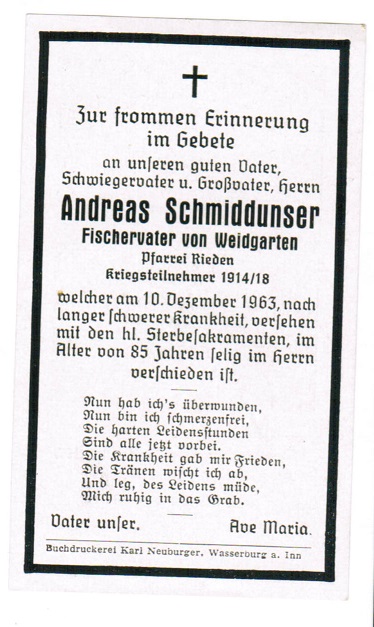 Zur frommen Erinnerung
im Gebete
an unseren guten Vater,
Schwiegervater u. Großvater, Herrn
Andreas Schmiddunser
Fischervater von Weidgarten
Pfarrei Rieden
Kriegsteilnehmer 1914/18
welcher am 10. Dezember 1963, nach
langer schwerer Krankheit, versehen
mit den hl. Sterbesakramenten, im
Alter von 85 Jahren selig im Herrn
verschieden ist.
Nun hab ich's überwunden,
Nun bin ich schmerzenfrei,
Die harten Leidensstunden
Sind alle jetzt vorbei.
Die Krankheit gab mir Frieden,
Die Tränen wischt ich ab,
Und leg, des Leidens müde,
Mich ruhig in das Grab.
Vater unser. Ave Maria.
Buchdruckerei Karl Neuburger, Wasserburg a. Inn